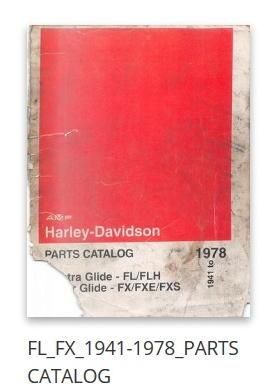 AMF
Harley-Davidson
PARTS CATALOG 1978
1941 to
tra Glide - FL/FLH
r Glide - FX/FXE/FXS
FL_FX_1941-1978_PARTS
CATALOG